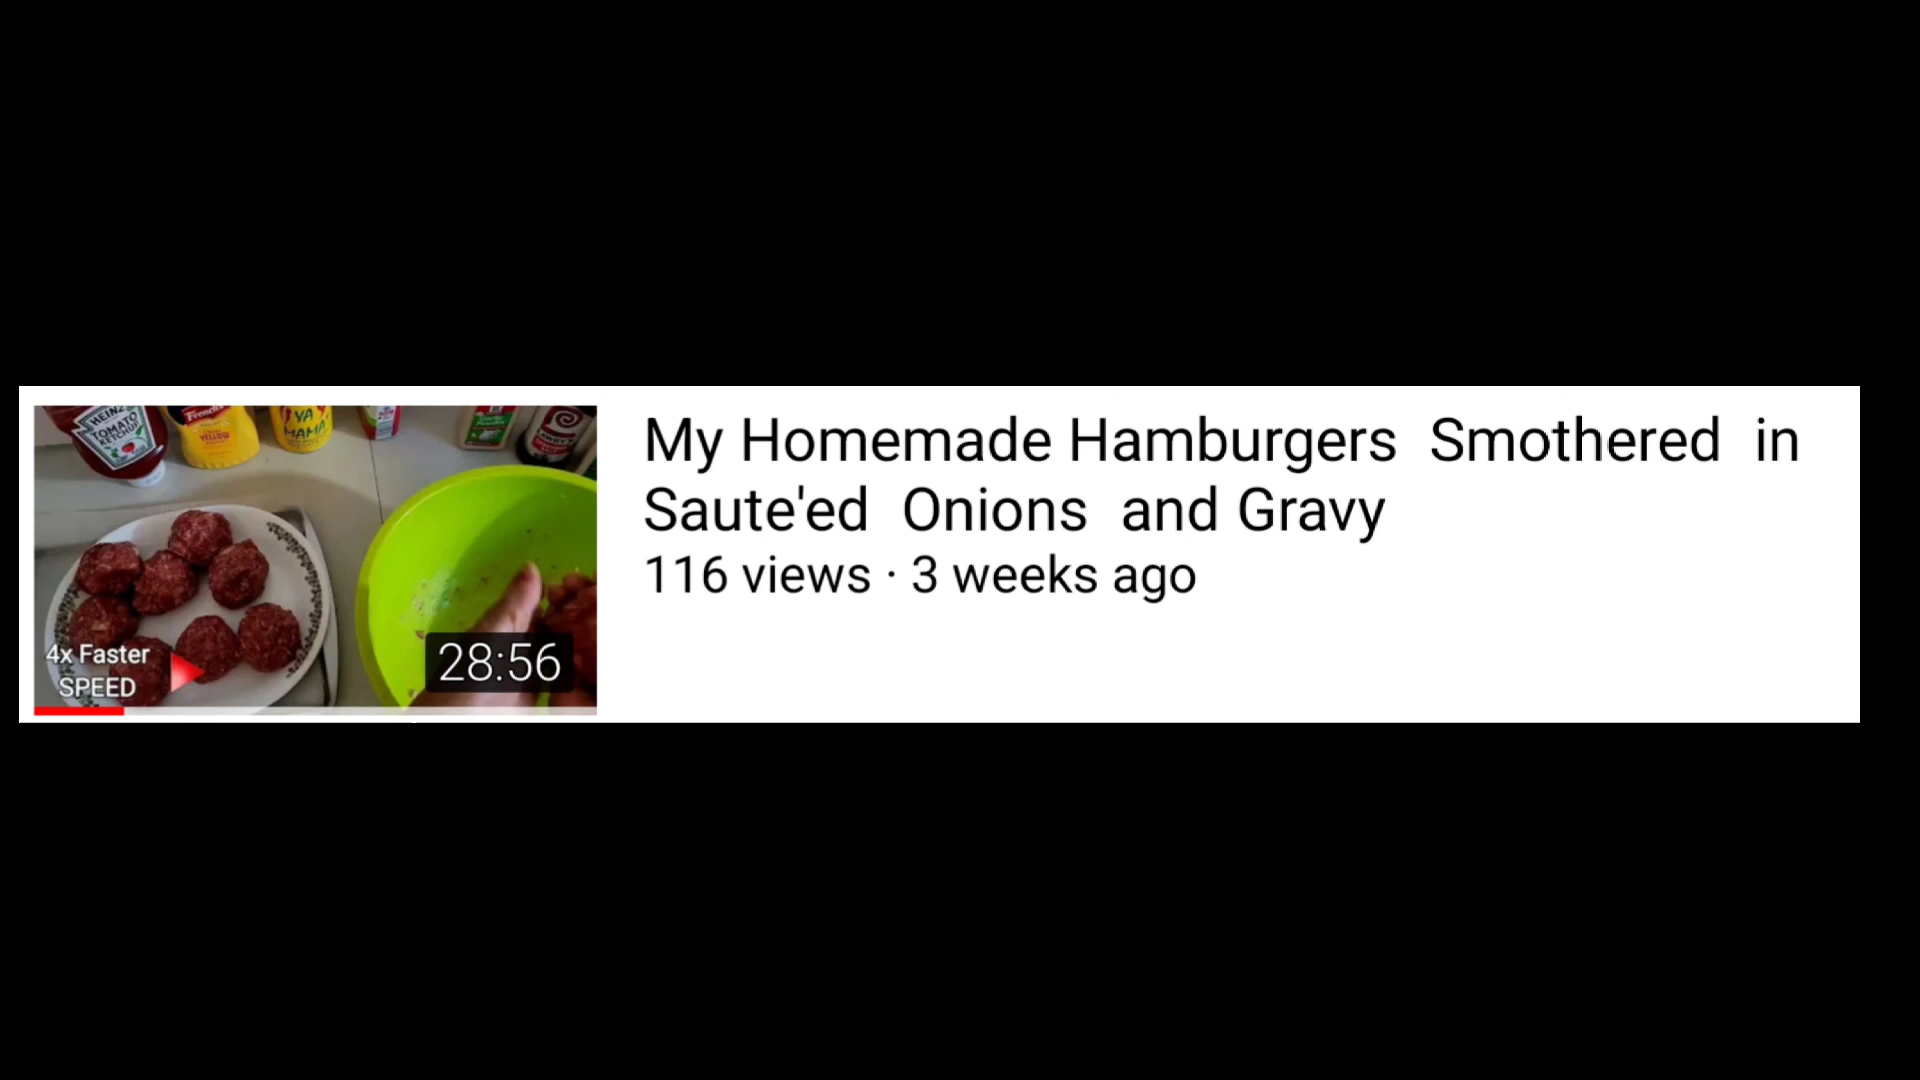 HEINZ
TOMATO
KETCHUP
French's
YELLOW
YA
MAMA'
My Homemade Hamburgers  Smothered  in
Saute'ed  Onions  and Gravy
116 views · 3 weeks ago
4x Faster
SPEED
28:56